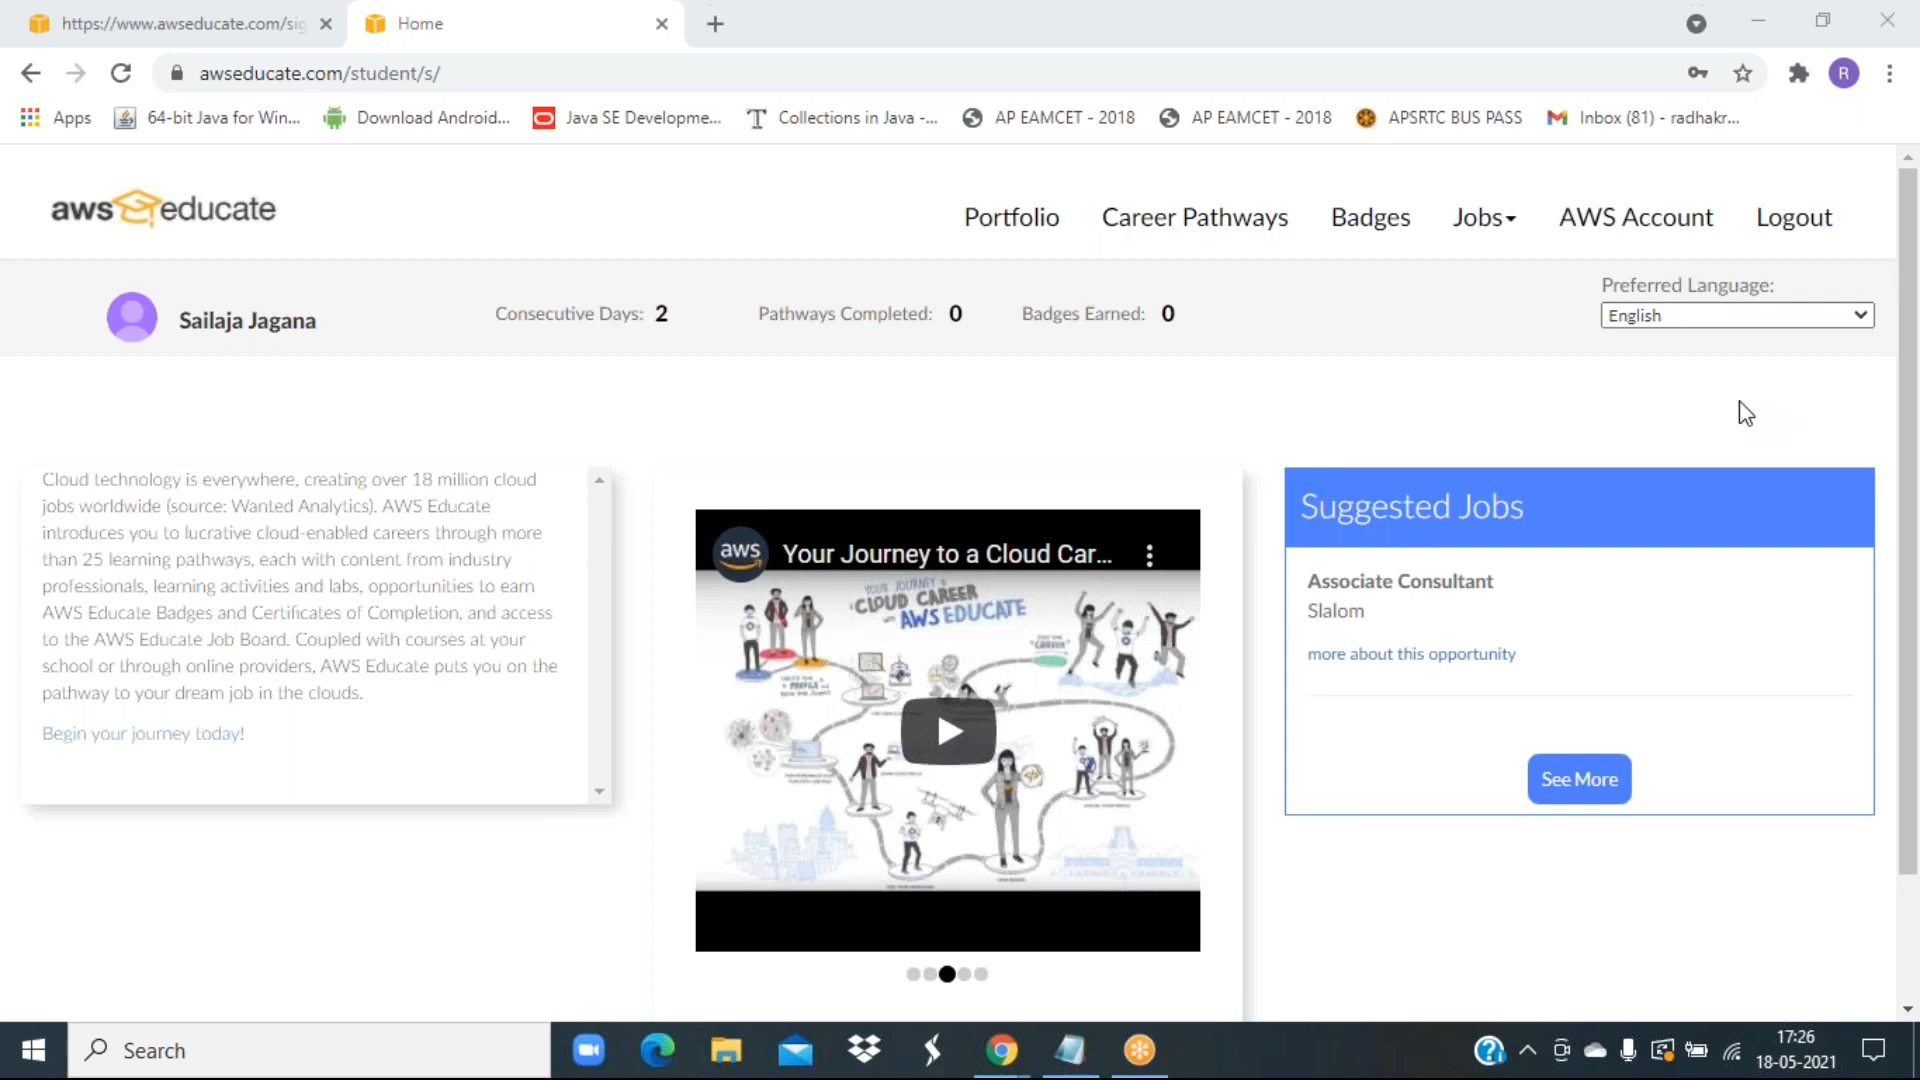 https://www.awseducate.com/sig
Home
awseducate.com/student/s/
R
Apps
64-bit Java for Win...
Download Android...
Java SE Developme...
Collections in Java -...
AP EAMCET - 2018
AP EAMCET - 2018
APSRTC BUS PASS
Inbox (81) - radhakr...
aws educate
Portfolio
Career Pathways
Badges
Jobs
AWS Account
Logout
Sailaja Jagana
Consecutive Days: 2
Pathways Completed: 0
Badges Earned: 0
Preferred Language:
English
Cloud technology is everywhere, creating over 18 million cloud
jobs worldwide (source: Wanted Analytics). AWS Educate
introduces you to lucrative cloud-enabled careers through more
than 25 learning pathways, each with content from industry
professionals, learning activities and labs, opportunities to earn
AWS Educate Badges and Certificates of Completion, and access
to the AWS Educate Job Board. Coupled with courses at your
school or through online providers, AWS Educate puts you on the
pathway to your dream job in the clouds.
Begin your journey today!
aws
Your Journey to a Cloud Car...
YOUR JOURNEY to
a CLOUD CAREER
AWS EDUCATE
Suggested Jobs
Associate Consultant
Slalom
more about this opportunity
See More
Search
17:26
18-05-2021